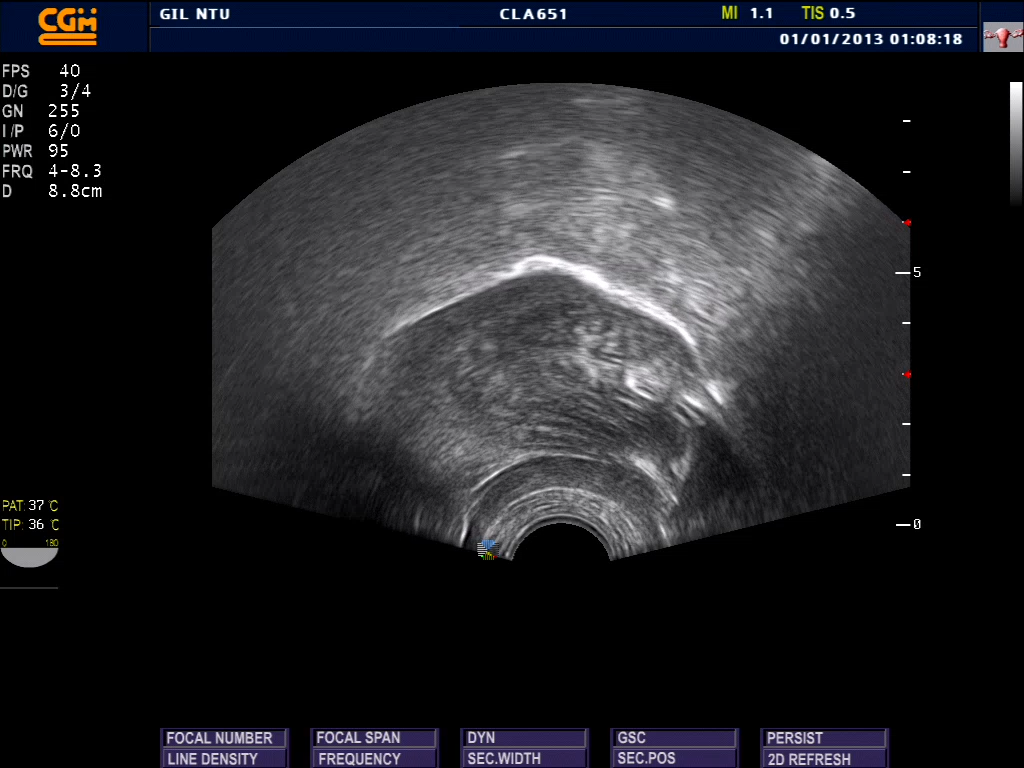 CGM
GIL NTU CLA651 MI 1.1 TIS 0.5
01/01/2013 01:08:18
FPS 40
D/G 3/4
GN 255
I/P 6/0
PWR 95
FRQ 4-8.3
D 8.8cm
5
PAT: 37 °C
TIP: 36 °C
0 180
0
FOCAL NUMBER FOCAL SPAN DYN GSC PERSIST
LINE DENSITY FREQUENCY SEC.WIDTH SEC.POS 2D REFRESH